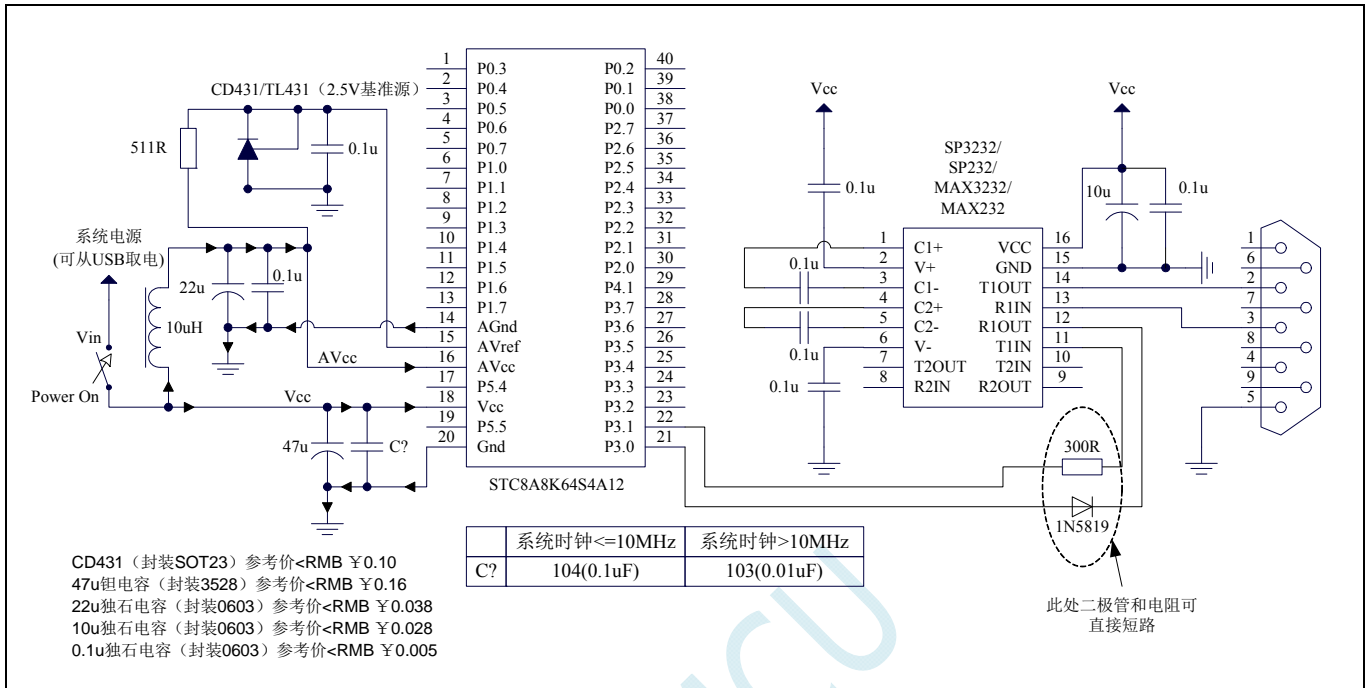 CD431/TL431（2.5V基准源）
511R
0.1u
系统电源
(可从USB取电)
22u
0.1u
10uH
Vin
Power On
AVcc
Vcc
47u
C?
1 P0.3 P0.2 40
2 P0.4 P0.1 39
3 P0.5 P0.0 38
4 P0.6 P2.7 37
5 P0.7 P2.6 36
6 P1.0 P2.5 35
7 P1.1 P2.4 34
8 P1.2 P2.3 33
9 P1.3 P2.2 32
10 P1.4 P2.1 31
11 P1.5 P2.0 30
12 P1.6 P4.1 29
13 P1.7 P3.7 28
14 AGnd P3.6 27
15 AVref P3.5 26
16 AVcc P3.4 25
17 P5.4 P3.3 24
18 Vcc P3.2 23
19 P5.5 P3.1 22
20 Gnd P3.0 21
STC8A8K64S4A12
Vcc
Vcc
0.1u
SP3232/
SP232/
MAX3232/
MAX232
10u
0.1u
0.1u
0.1u
0.1u
1 C1+ VCC 16
2 V+ GND 15
3 C1- T1OUT 14
4 C2+ R1IN 13
5 C2- R1OUT 12
6 V- T1IN 11
7 T2OUT T2IN 10
8 R2IN R2OUT 9
1
6
2
7
3
8
4
9
5
300R
1N5819
此处二极管和电阻可
直接短路
系统时钟<=10MHz 系统时钟>10MHz
C? 104(0.1uF) 103(0.01uF)
CD431（封装SOT23）参考价<RMB ￥0.10
47u钽电容（封装3528）参考价<RMB ￥0.16
22u独石电容（封装0603）参考价<RMB ￥0.038
10u独石电容（封装0603）参考价<RMB ￥0.028
0.1u独石电容（封装0603）参考价<RMB ￥0.005
MCU